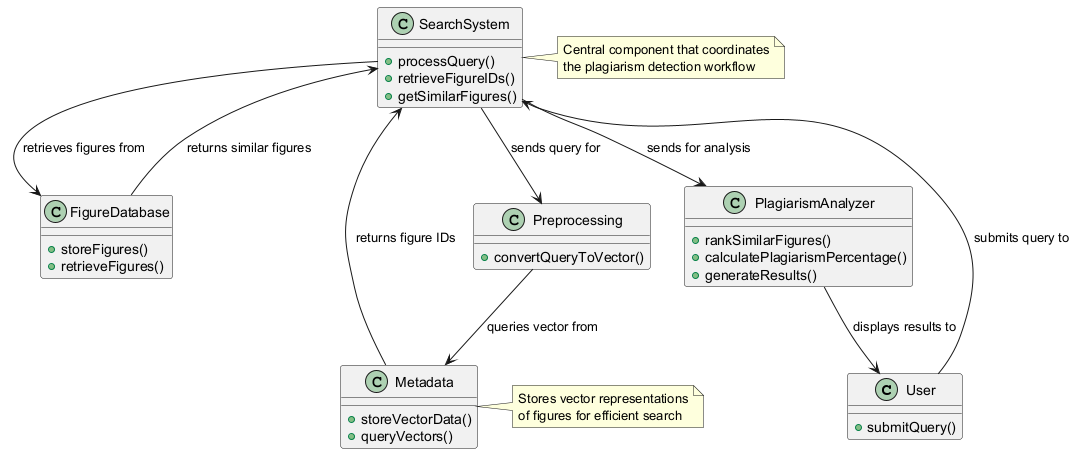 C SearchSystem
processQuery()
retrieveFigureIDs()
getSimilarFigures()
Central component that coordinates
the plagiarism detection workflow
retrieves figures from
returns similar figures
sends query for
sends for analysis
C FigureDatabase
storeFigures()
retrieveFigures()
C Preprocessing
convertQueryToVector()
C PlagiarismAnalyzer
rankSimilarFigures()
calculatePlagiarismPercentage()
generateResults()
returns figure IDs
submits query to
queries vector from
displays results to
C Metadata
storeVectorData()
queryVectors()
Stores vector representations
of figures for efficient search
C User
submitQuery()